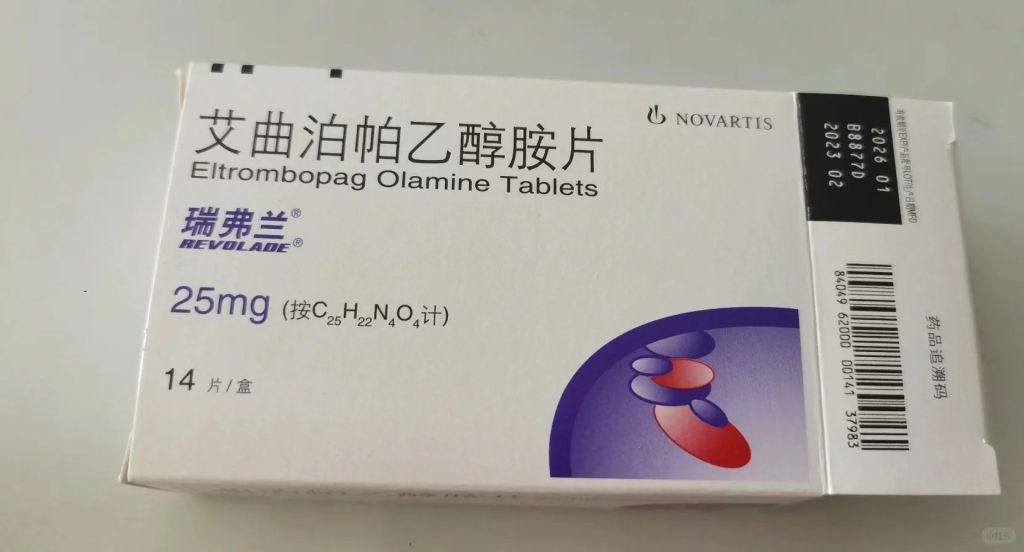 艾曲泊帕乙醇胺片
Eltrombopag Olamine Tablets
NOVARTIS
瑞弗兰®
REVOLADE®
25mg (按C₂₅H₂₂N₄O₄计)
14 片/盒
2026 01
B8877D
2023 02
84049 62000 00141 37983
药品追溯码